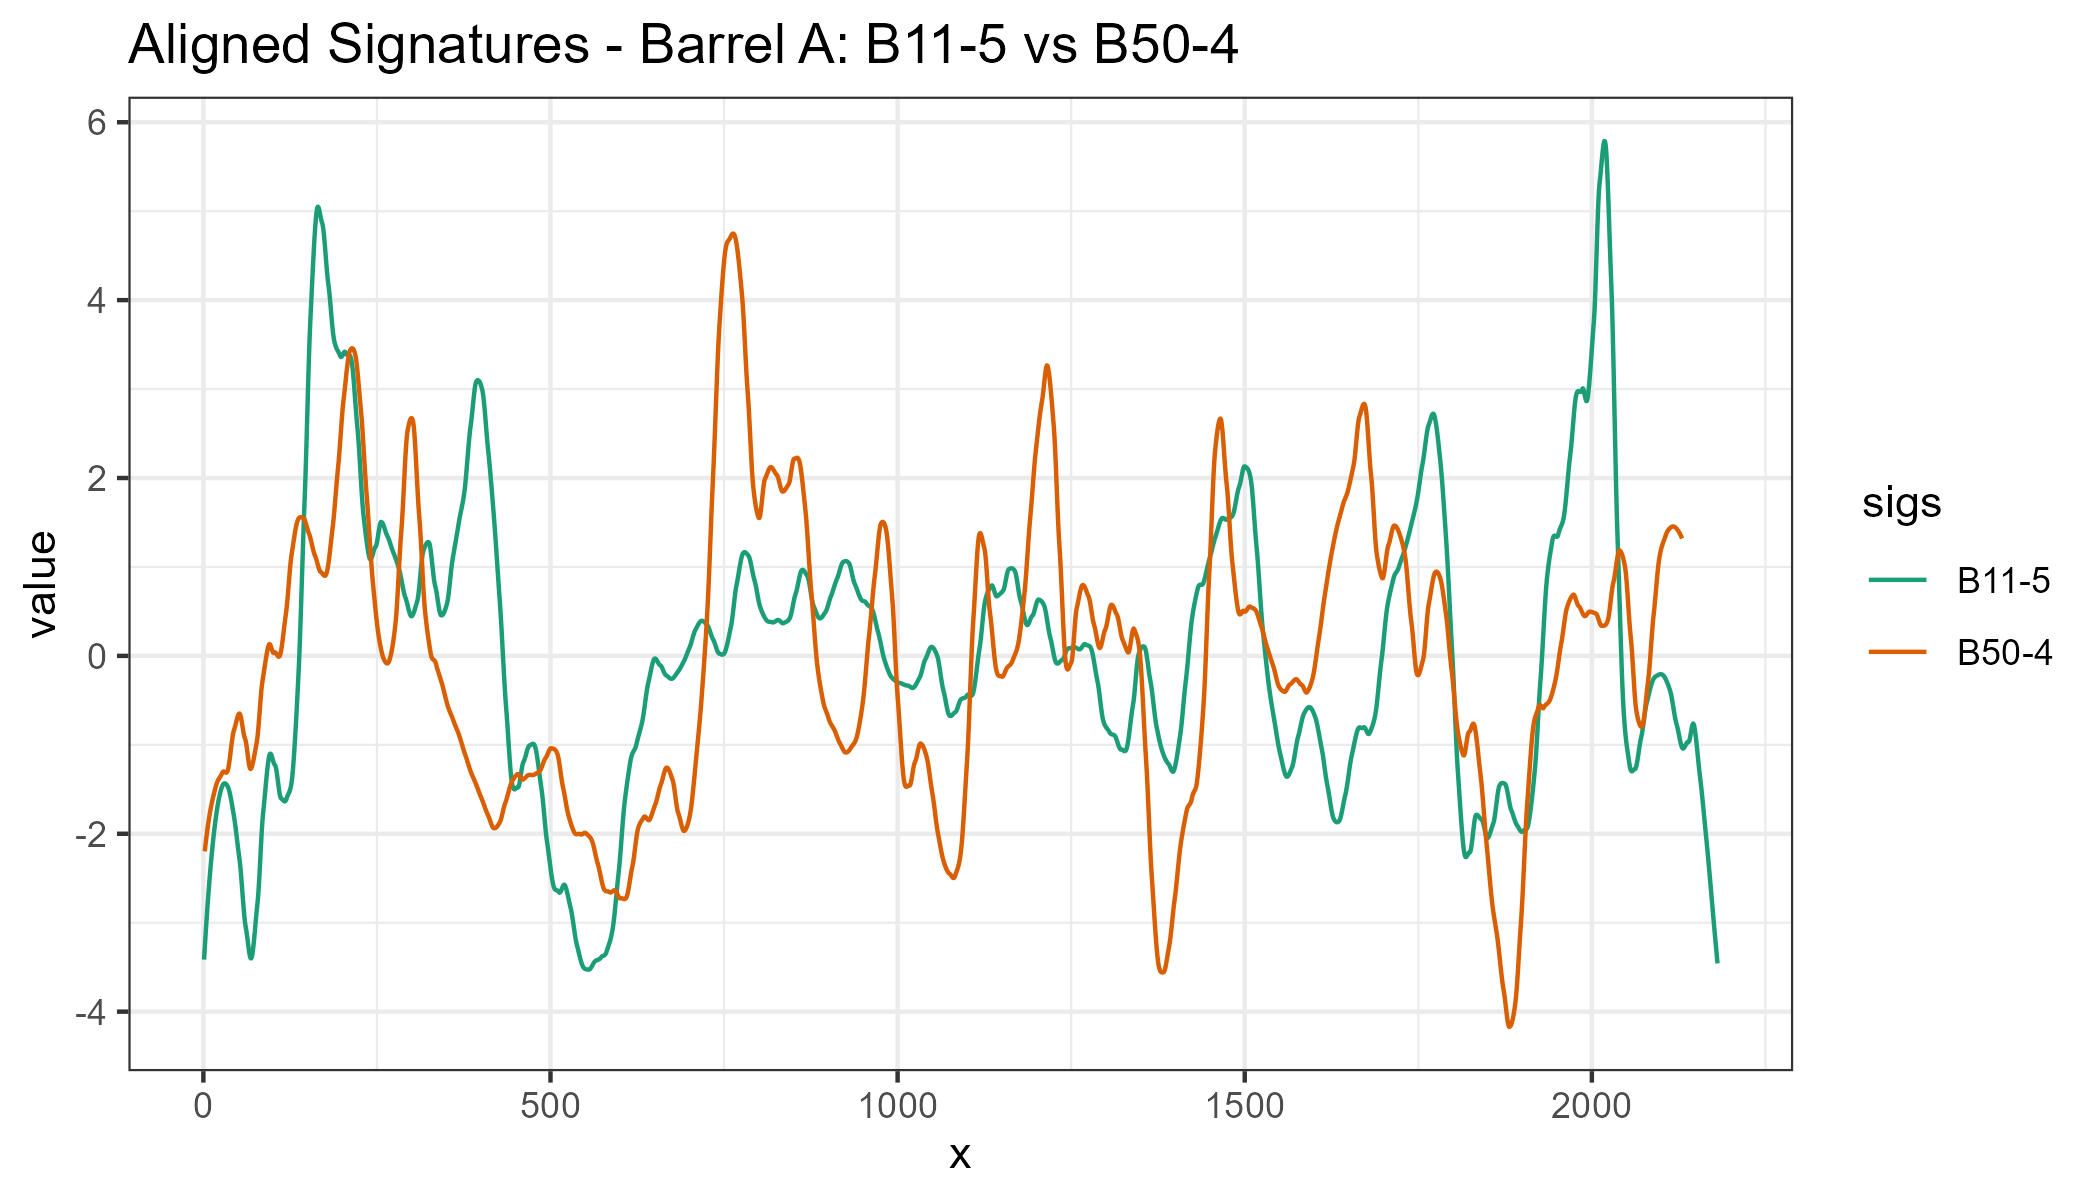 Aligned Signatures - Barrel A: B11-5 vs B50-4
6
4
2
0
-2
-4
value
0 500 1000 1500 2000
x
sigs
B11-5
B50-4